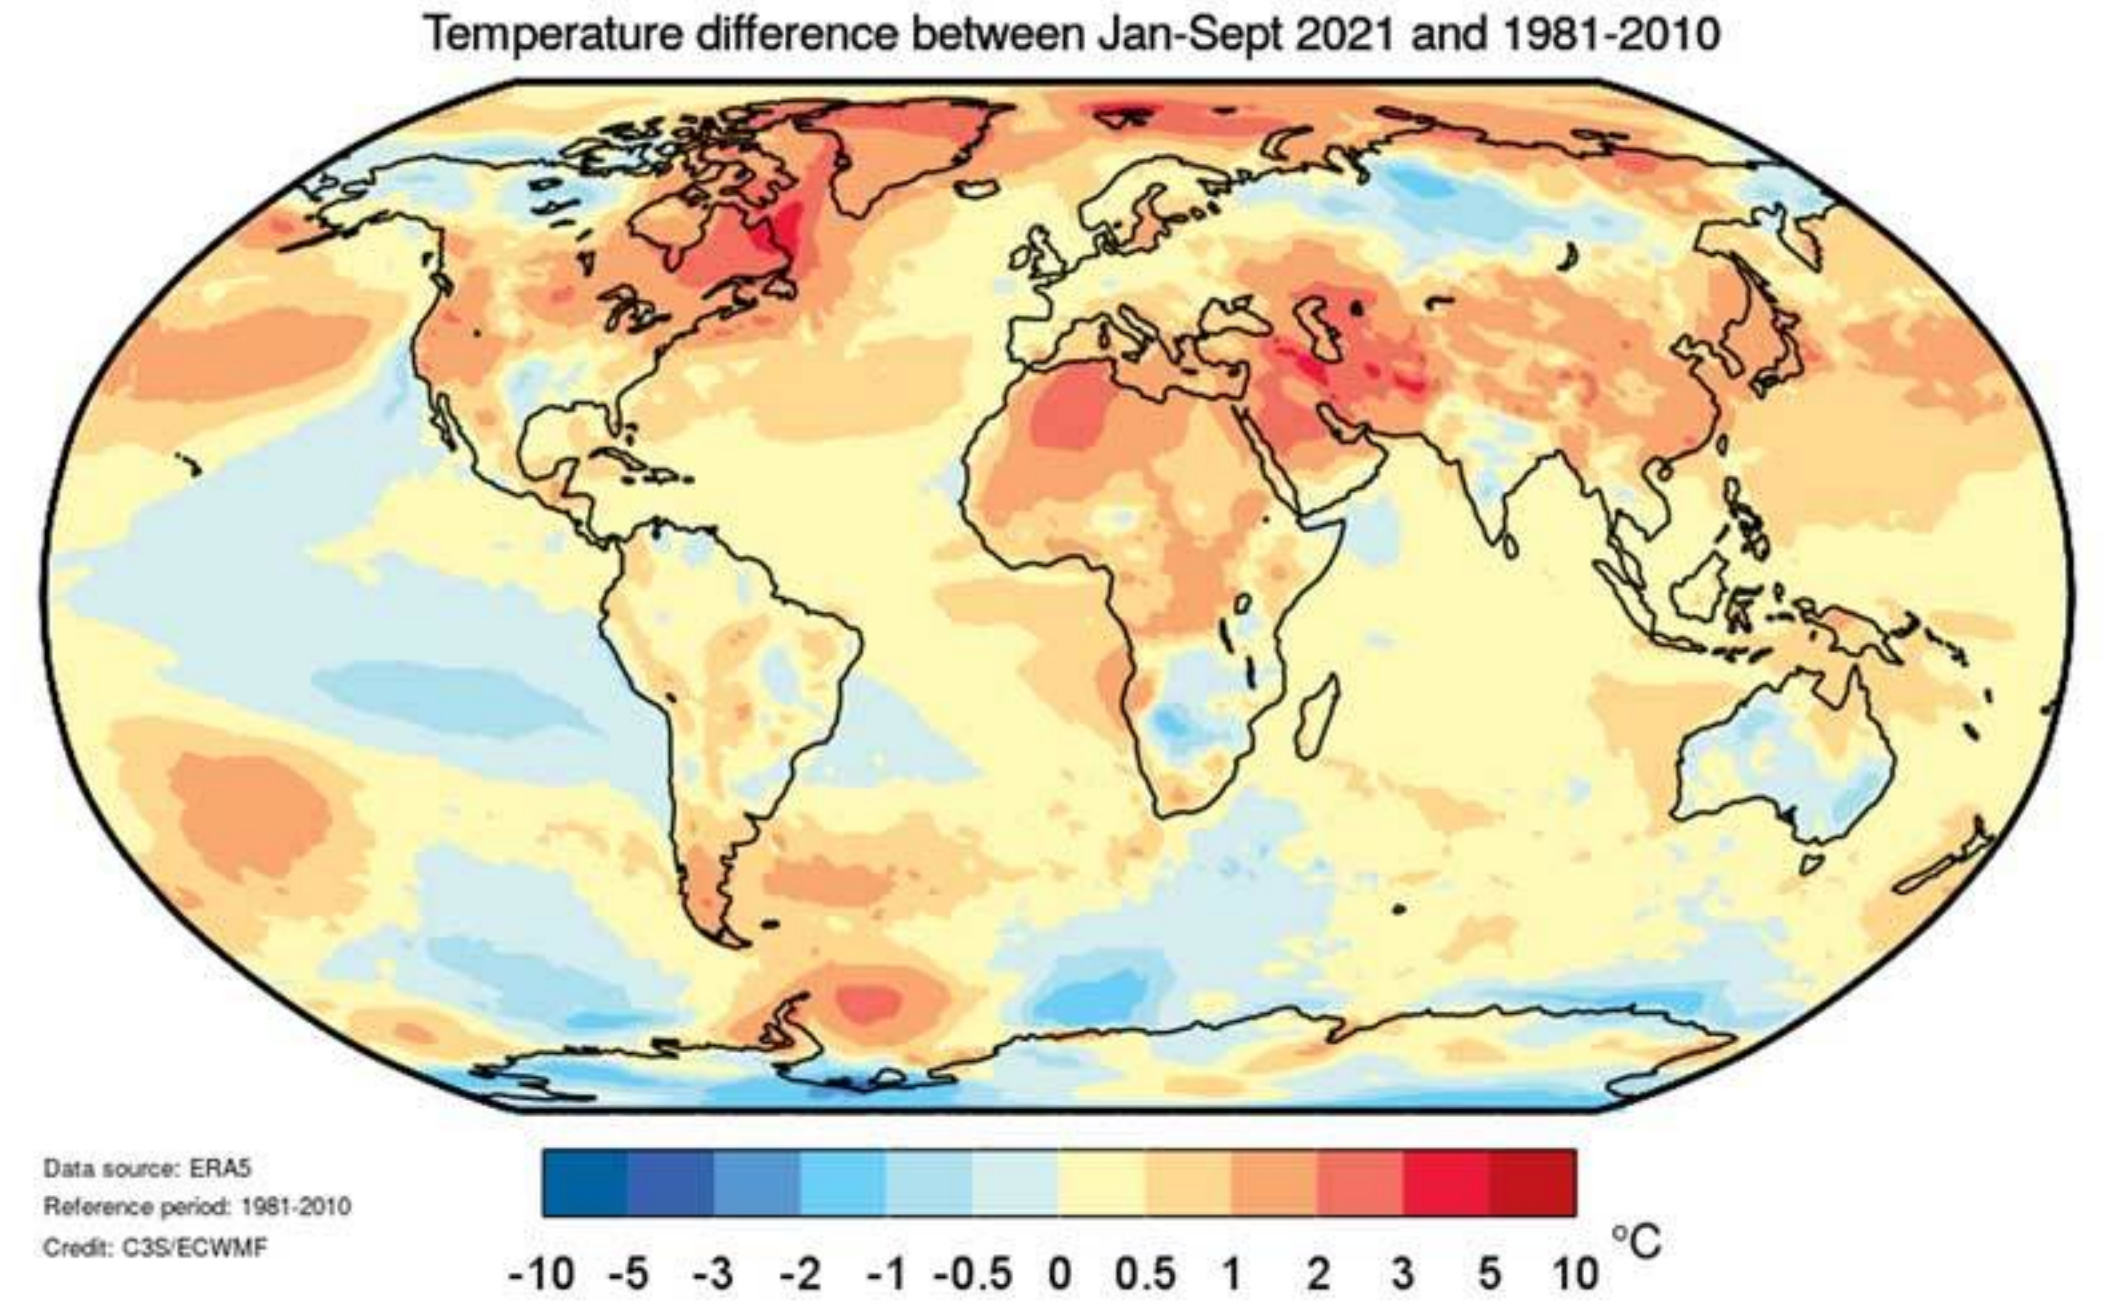 Temperature difference between Jan-Sept 2021 and 1981-2010
Data source: ERA5
Reference period: 1981-2010
Credit: C3S/ECWMF
-10 -5 -3 -2 -1 -0.5 0 0.5 1 2 3 5 10
°C